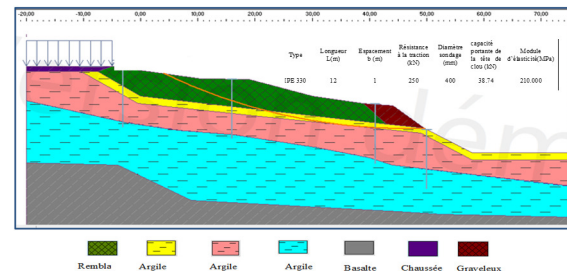 -20,00 -10,00 0,00 10,00 20,00 30,00 40,00 50,00 60,00 70,00
Type Longueur L(m) Espacement b (m) Résistance à la traction (kN) Diamètre sondage (mm) capacité portante de la tête de clou (kN) Module d'élasticité(MPa)
IPE 330 12 1 250 400 38.74 210.000
Rembla Argile Argile Argile Basalte Chaussée Graveleux